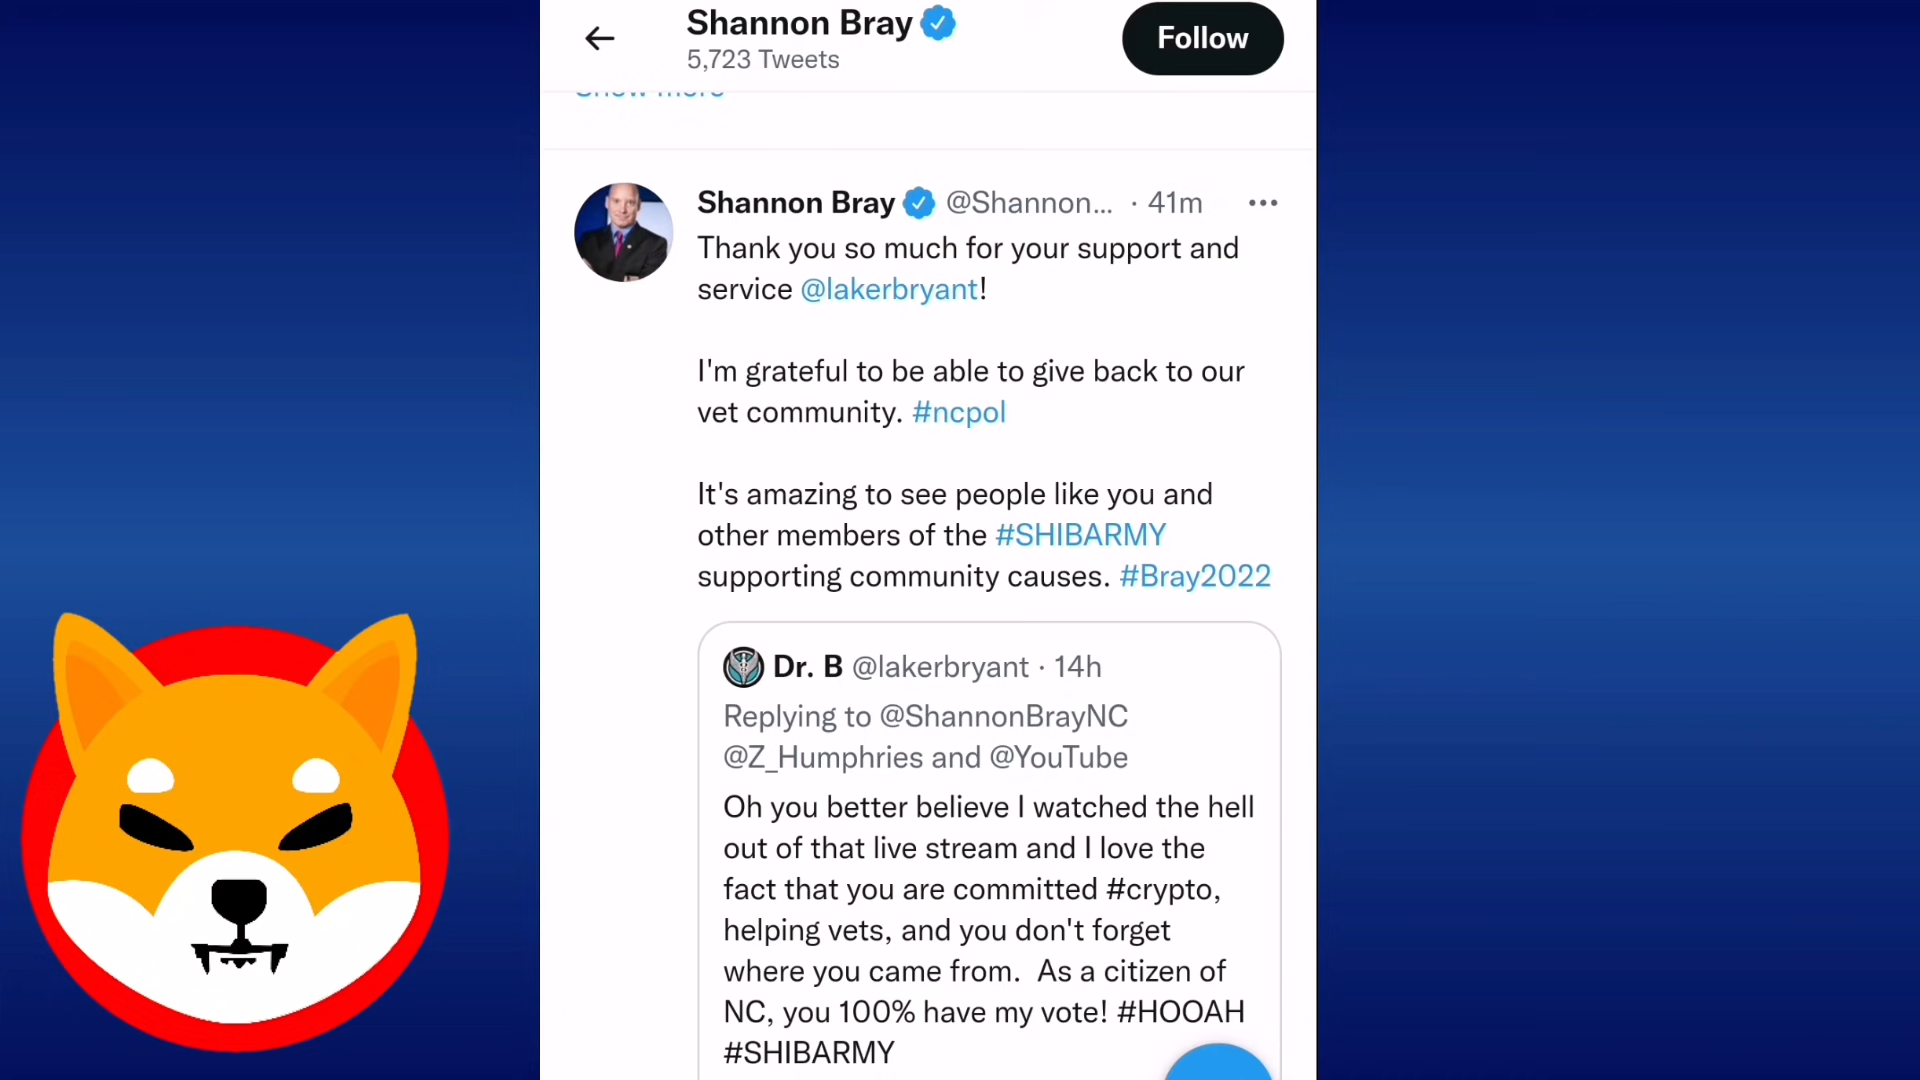 Shannon Bray
5,723 Tweets
Follow
Show more
Shannon Bray @Shannon... · 41m
Thank you so much for your support and
service @lakerbryant!
I'm grateful to be able to give back to our
vet community. #ncpol
It's amazing to see people like you and
other members of the #SHIBARMY
supporting community causes. #Bray2022
Dr. B @lakerbryant · 14h
Replying to @ShannonBrayNC
@Z_Humphries and @YouTube
Oh you better believe I watched the hell
out of that live stream and I love the
fact that you are committed #crypto,
helping vets, and you don't forget
where you came from.  As a citizen of
NC, you 100% have my vote! #HOOAH
#SHIBARMY